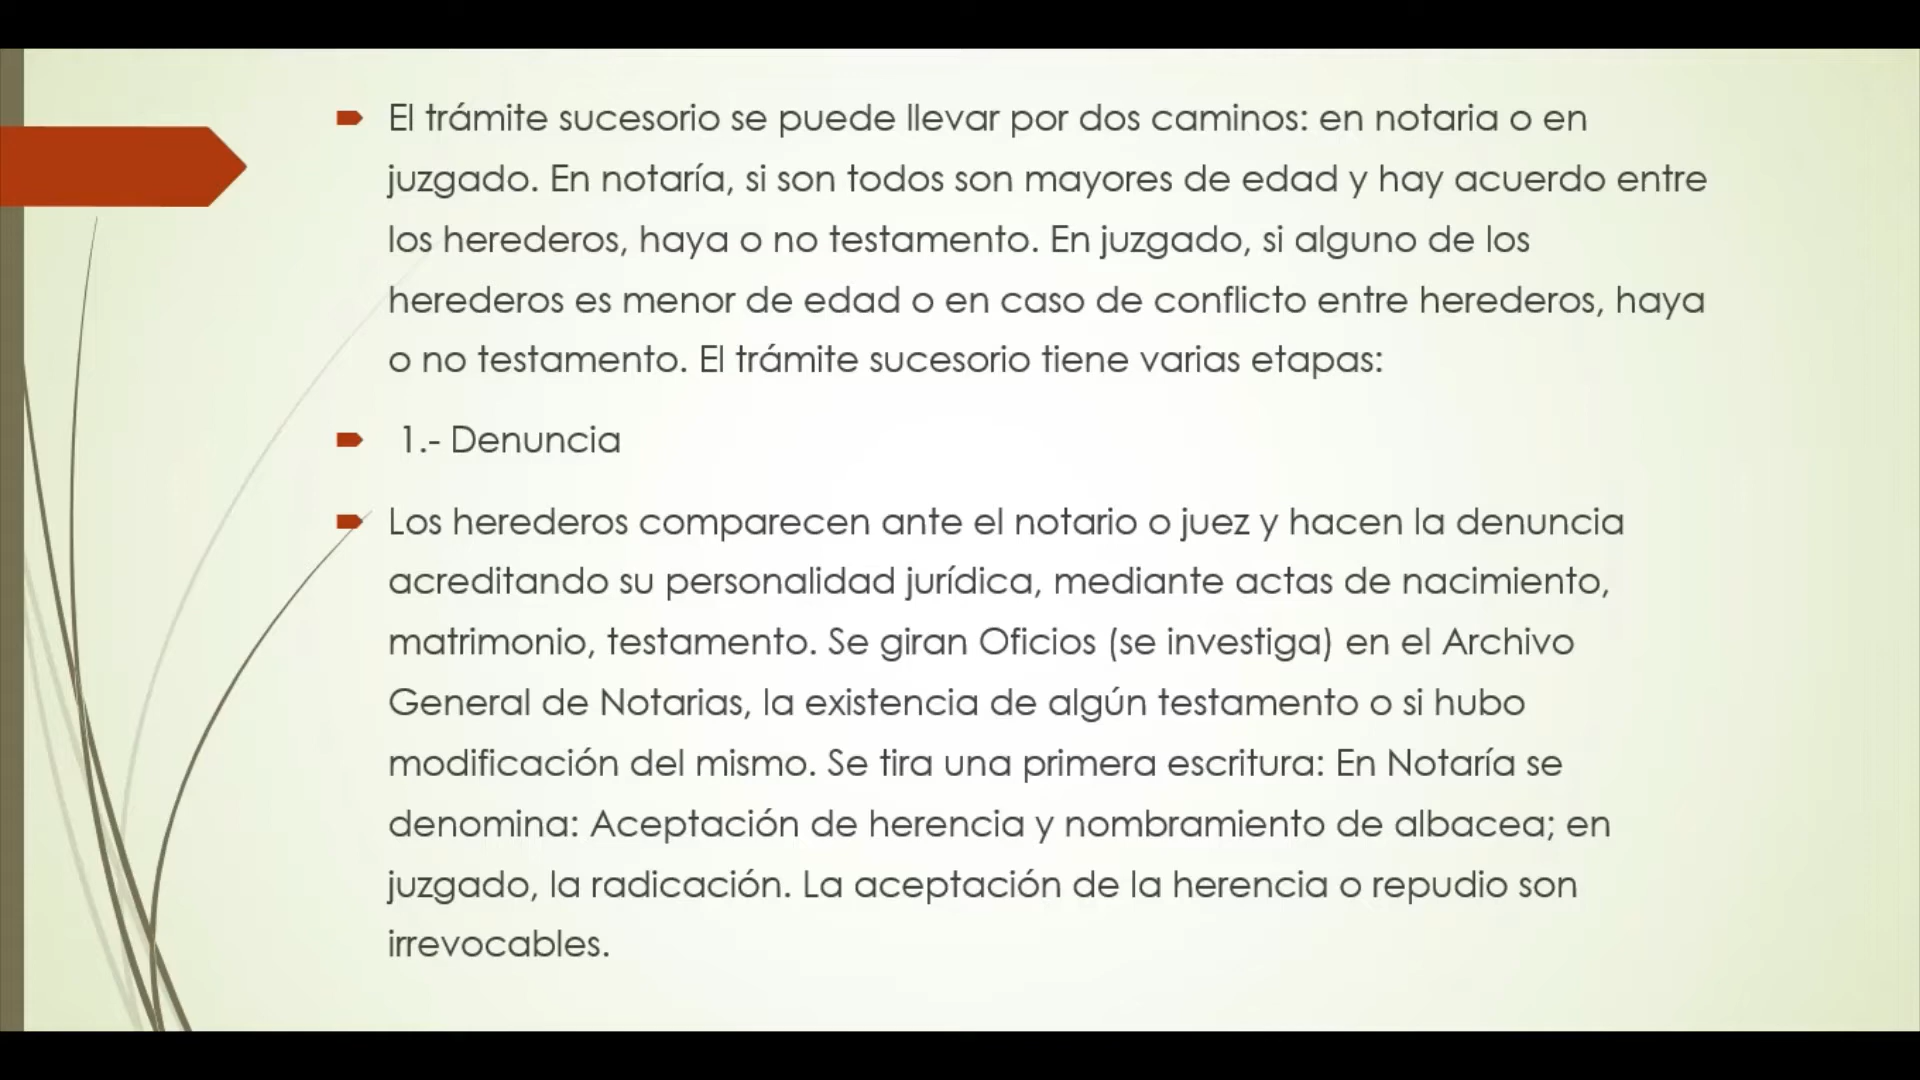 El trámite sucesorio se puede llevar por dos caminos: en notaria o en
juzgado. En notaría, si son todos son mayores de edad y hay acuerdo entre
los herederos, haya o no testamento. En juzgado, si alguno de los
herederos es menor de edad o en caso de conflicto entre herederos, haya
o no testamento. El trámite sucesorio tiene varias etapas:
1.- Denuncia
Los herederos comparecen ante el notario o juez y hacen la denuncia
acreditando su personalidad jurídica, mediante actas de nacimiento,
matrimonio, testamento. Se giran Oficios (se investiga) en el Archivo
General de Notarias, la existencia de algún testamento o si hubo
modificación del mismo. Se tira una primera escritura: En Notaría se
denomina: Aceptación de herencia y nombramiento de albacea; en
juzgado, la radicación. La aceptación de la herencia o repudio son
irrevocables.